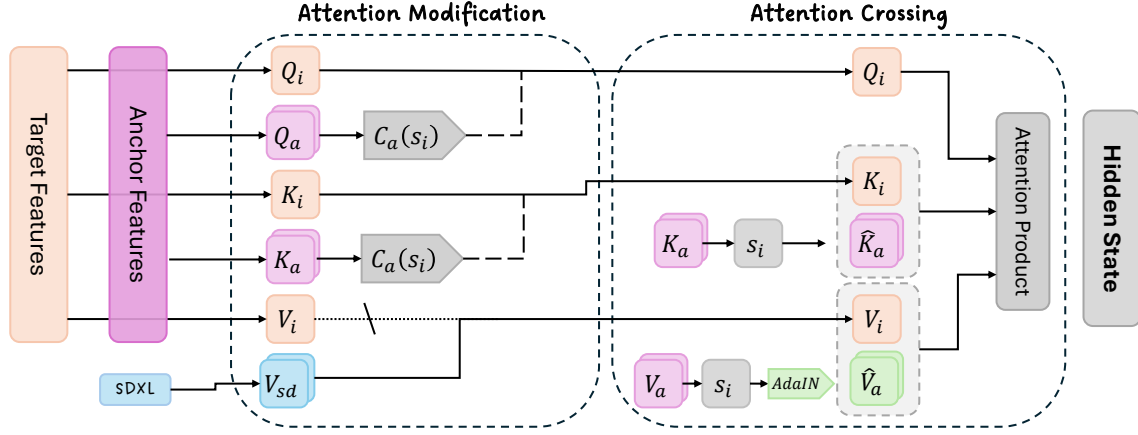 Attention Modification
Attention Crossing
Target Features
Anchor Features
Q_i
Q_i
Q_a
C_a(s_i)
K_i
K_i
K_a
s_i
K̂_a
K_a
C_a(s_i)
V_i
V_i
SDXL
V_sd
V_a
s_i
AdaIN
V̂_a
Attention Product
Hidden State